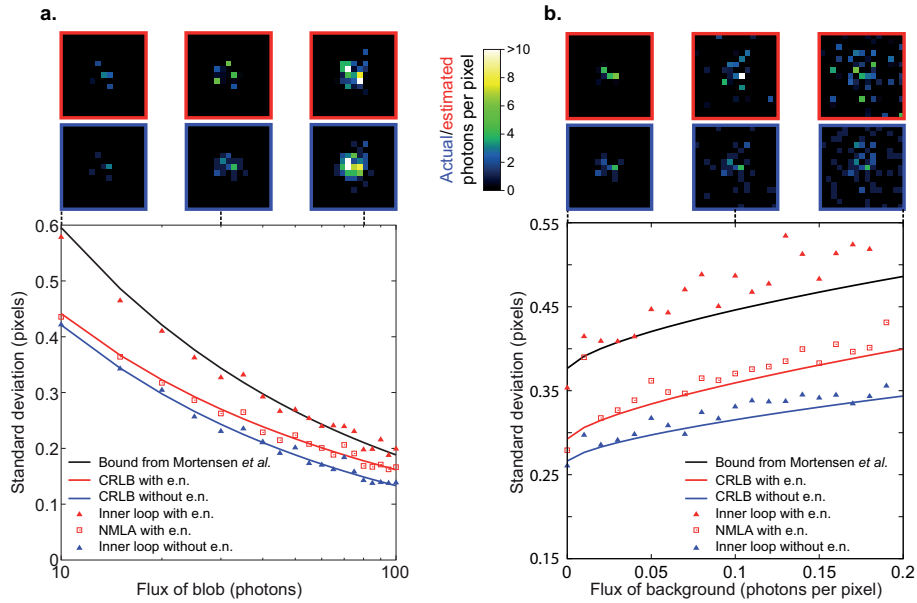 a.
b.
Actual/estimated
photons per pixel
>10
8
6
4
2
0
Standard deviation (pixels)
0.6
0.5
0.4
0.3
0.2
0.1
0
Bound from Mortensen et al.
CRLB with e.n.
CRLB without e.n.
Inner loop with e.n.
NMLA with e.n.
Inner loop without e.n.
10
100
Flux of blob (photons)
Standard deviation (pixels)
0.55
0.45
0.35
0.25
0.15
Bound from Mortensen et al.
CRLB with e.n.
CRLB without e.n.
Inner loop with e.n.
NMLA with e.n.
Inner loop without e.n.
0
0.05
0.1
0.15
0.2
Flux of background (photons per pixel)